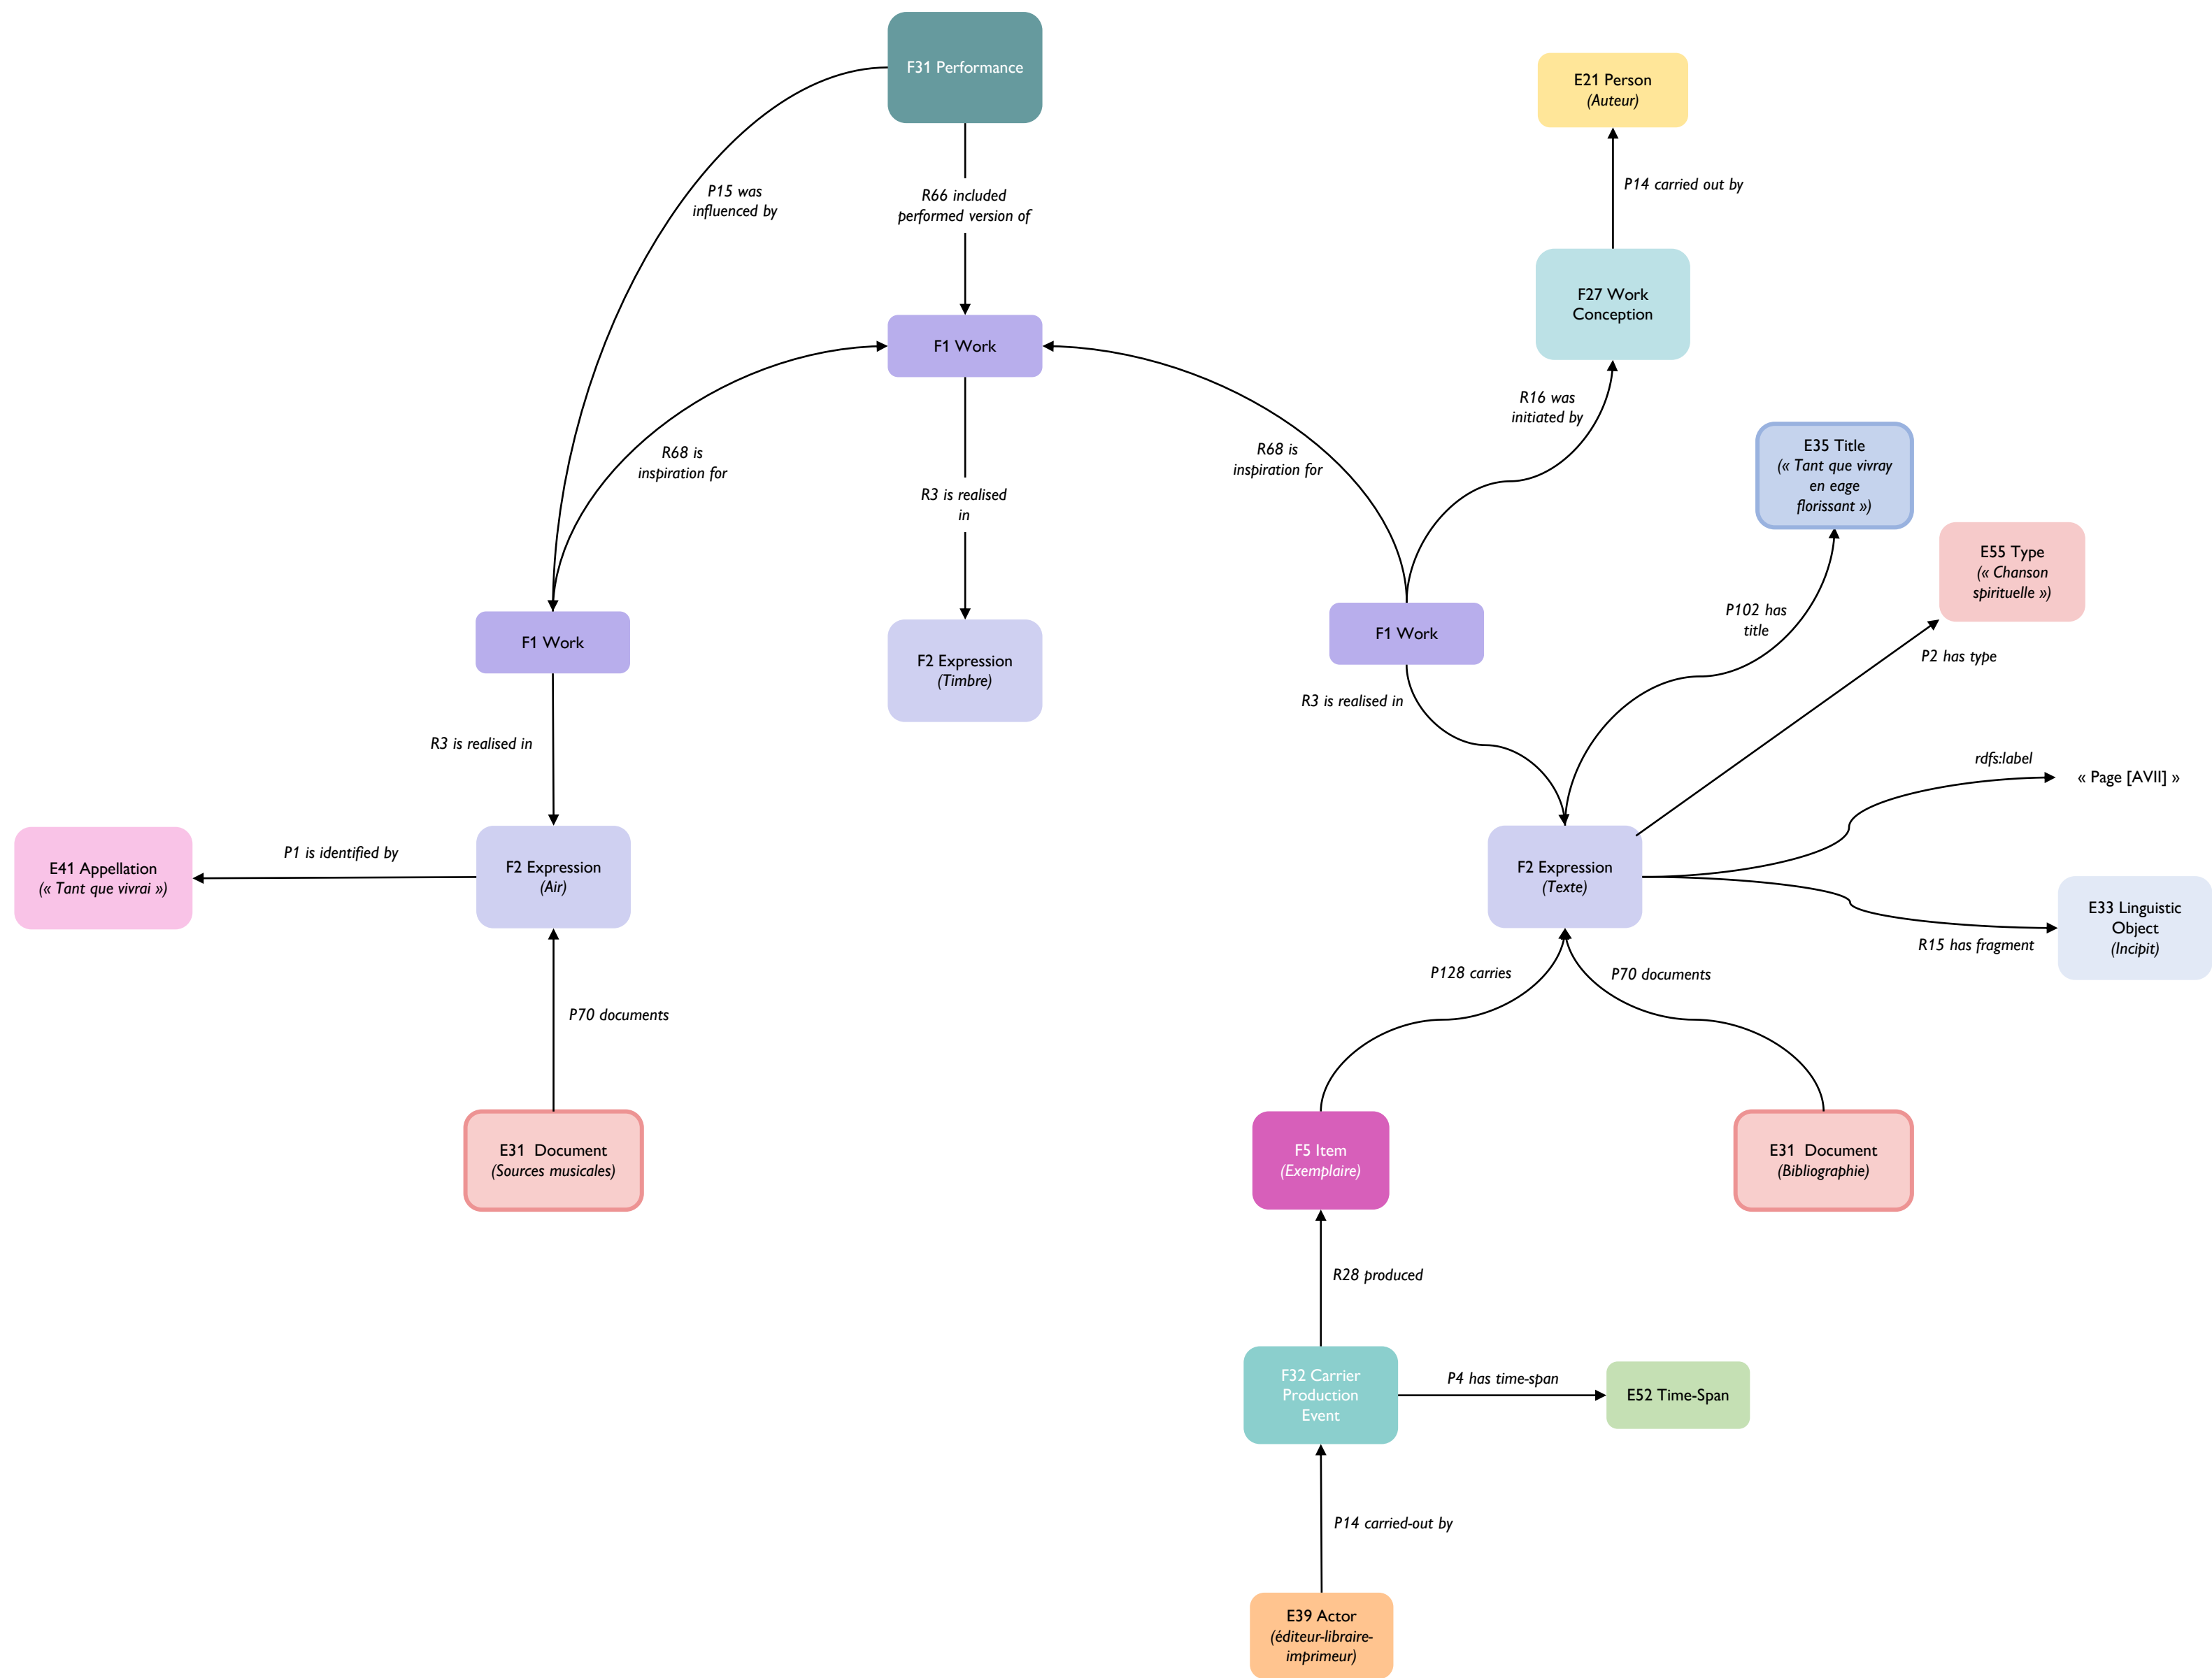 F31 Performance
E21 Person
(Auteur)
P15 was
influenced by
R66 included
performed version of
P14 carried out by
F27 Work
Conception
F1 Work
R16 was
initiated by
R68 is
inspiration for
R68 is
inspiration for
E35 Title
(« Tant que vivray
en eage
florissant »)
R3 is realised
in
E55 Type
(« Chanson
spirituelle »)
P102 has
title
F1 Work
F1 Work
F2 Expression
(Timbre)
P2 has type
R3 is realised in
R3 is realised in
rdfs:label
« Page [AVII] »
E41 Appellation
(« Tant que vivrai »)
P1 is identified by
F2 Expression
(Air)
F2 Expression
(Texte)
E33 Linguistic
Object
(Incipit)
R15 has fragment
P128 carries
P70 documents
P70 documents
E31  Document
(Sources musicales)
F5 Item
(Exemplaire)
E31  Document
(Bibliographie)
R28 produced
F32 Carrier
Production
Event
P4 has time-span
E52 Time-Span
P14 carried-out by
E39 Actor
(éditeur-libraire-
imprimeur)